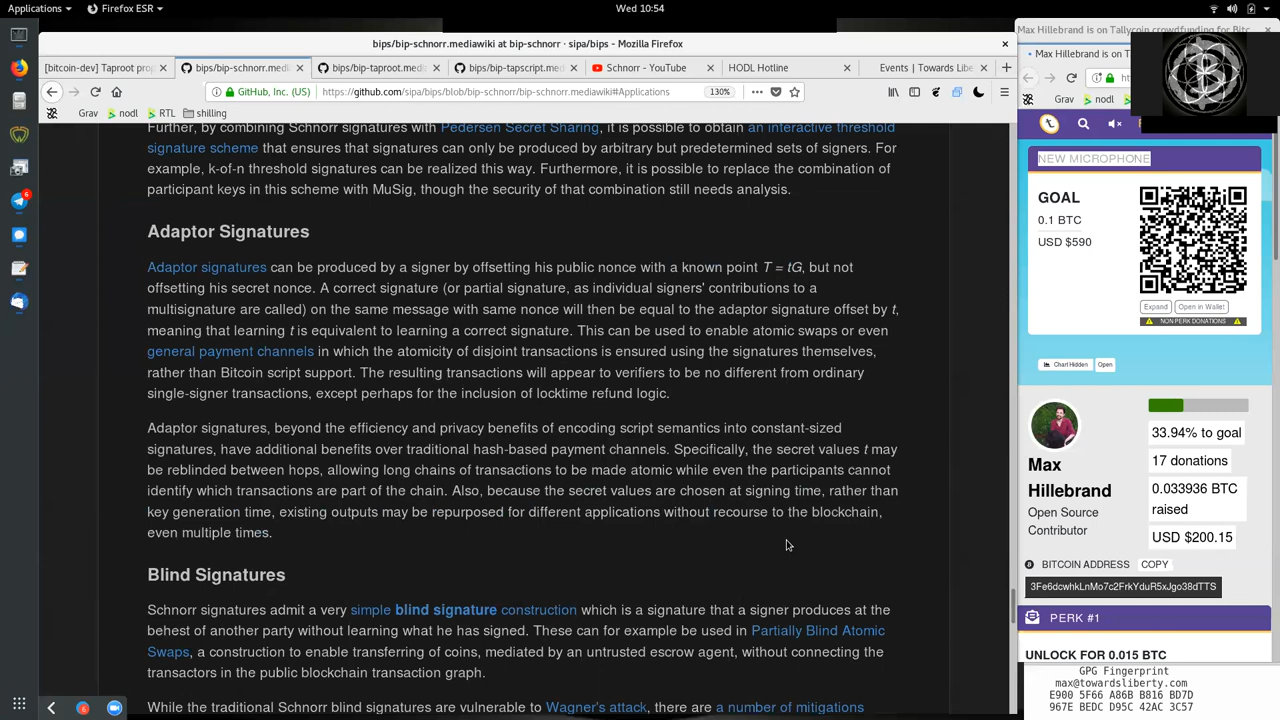 Applications
Firefox ESR
Wed 10:54
bips/bip-schnorr.mediawiki at bip-schnorr · sipa/bips - Mozilla Firefox
[bitcoin-dev] Taproot pro
bips/bip-schnorr.medi
bips/bip-taproot.med
bips/bip-tapscript.me
Schnorr - YouTube
HODL Hotline
Events | Towards Libe
GitHub, Inc. (US)
https://github.com/sipa/bips/blob/bip-schnorr/bip-schnorr.mediawiki#Applications
130%
Grav
nodl
RTL
shilling
Further, by combining Schnorr signatures with Pedersen Secret Sharing, it is possible to obtain an interactive threshold
signature scheme that ensures that signatures can only be produced by arbitrary but predetermined sets of signers. For
example, k-of-n threshold signatures can be realized this way. Furthermore, it is possible to replace the combination of
participant keys in this scheme with MuSig, though the security of that combination still needs analysis.
Adaptor Signatures
Adaptor signatures can be produced by a signer by offsetting his public nonce with a known point T = tG, but not
offsetting his secret nonce. A correct signature (or partial signature, as individual signers' contributions to a
multisignature are called) on the same message with same nonce will then be equal to the adaptor signature offset by t,
meaning that learning t is equivalent to learning a correct signature. This can be used to enable atomic swaps or even
general payment channels in which the atomicity of disjoint transactions is ensured using the signatures themselves,
rather than Bitcoin script support. The resulting transactions will appear to verifiers to be no different from ordinary
single-signer transactions, except perhaps for the inclusion of locktime refund logic.
Adaptor signatures, beyond the efficiency and privacy benefits of encoding script semantics into constant-sized
signatures, have additional benefits over traditional hash-based payment channels. Specifically, the secret values t may
be reblinded between hops, allowing long chains of transactions to be made atomic while even the participants cannot
identify which transactions are part of the chain. Also, because the secret values are chosen at signing time, rather than
key generation time, existing outputs may be repurposed for different applications without recourse to the blockchain,
even multiple times.
Blind Signatures
Schnorr signatures admit a very simple blind signature construction which is a signature that a signer produces at the
behest of another party without learning what he has signed. These can for example be used in Partially Blind Atomic
Swaps, a construction to enable transferring of coins, mediated by an untrusted escrow agent, without connecting the
transactors in the public blockchain transaction graph.
While the traditional Schnorr blind signatures are vulnerable to Wagner's attack, there are a number of mitigations
Max Hillebrand is on Tallycoin crowdfunding for Bitc
Max Hillebrand is on T
Grav
nodl
NEW MICROPHONE
GOAL
0.1 BTC
USD $590
Expand
Open in Wallet
NON PERK DONATIONS
Chart Hidden
Open
33.94% to goal
17 donations
0.033936 BTC
raised
USD $200.15
Max
Hillebrand
Open Source
Contributor
BITCOIN ADDRESS
COPY
3Fe6dcwhkLnMo7c2FrkYduR5xJgo38dTTS
PERK #1
UNLOCK FOR 0.015 BTC
GPG Fingerprint
max@towardsliberty.com
E900 5F66 A86B B816 BD7D
967E BEDC D95C 42AC 3C57